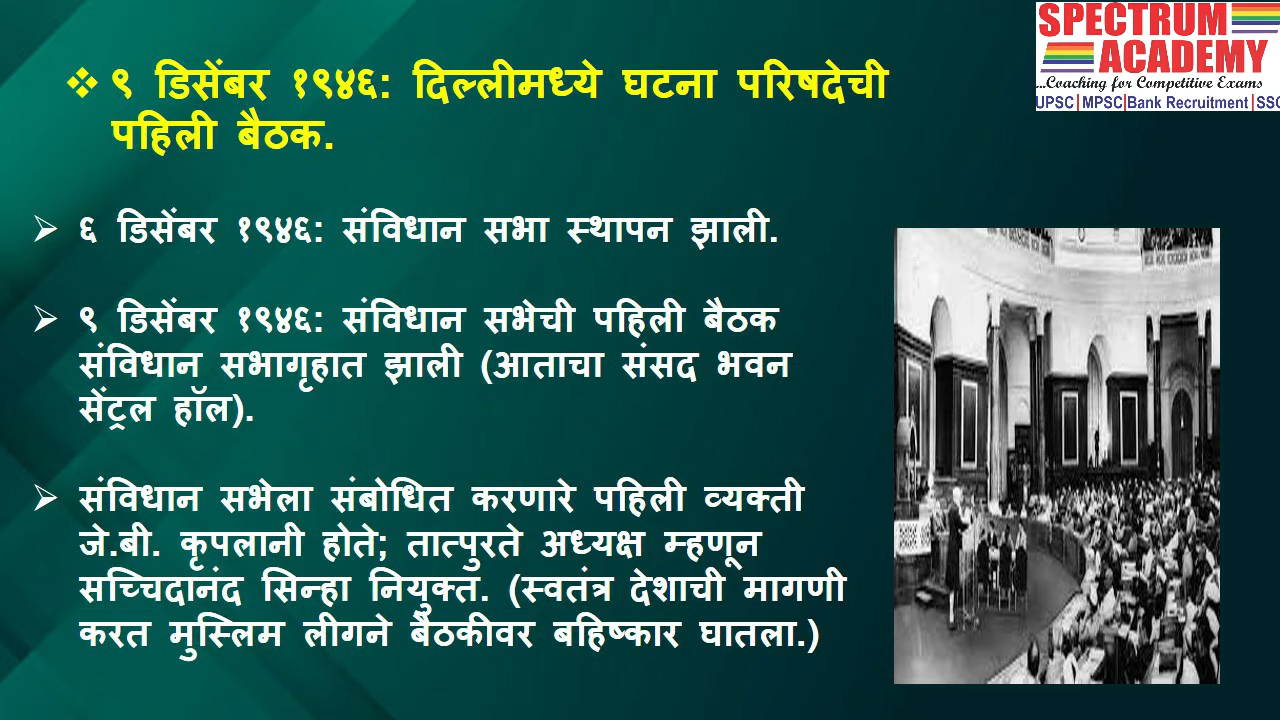 SPECTRUM
ACADEMY
...Coaching for Competitive Exams
UPSC|MPSC|Bank Recruitment |SSC
❖ ९ डिसेंबर १९४६: दिल्लीमध्ये घटना परिषदेची
पहिली बैठक.
➢ ६ डिसेंबर १९४६: संविधान सभा स्थापन झाली.
➢ ९ डिसेंबर १९४६: संविधान सभेची पहिली बैठक
संविधान सभागृहात झाली (आताचा संसद भवन
सेंट्रल हॉल).
➢ संविधान सभेला संबोधित करणारे पहिली व्यक्ती
जे.बी. कृपलानी होते; तात्पुरते अध्यक्ष म्हणून
सच्चिदानंद सिन्हा नियुक्त. (स्वतंत्र देशाची मागणी
करत मुस्लिम लीगने बैठकीवर बहिष्कार घातला.)